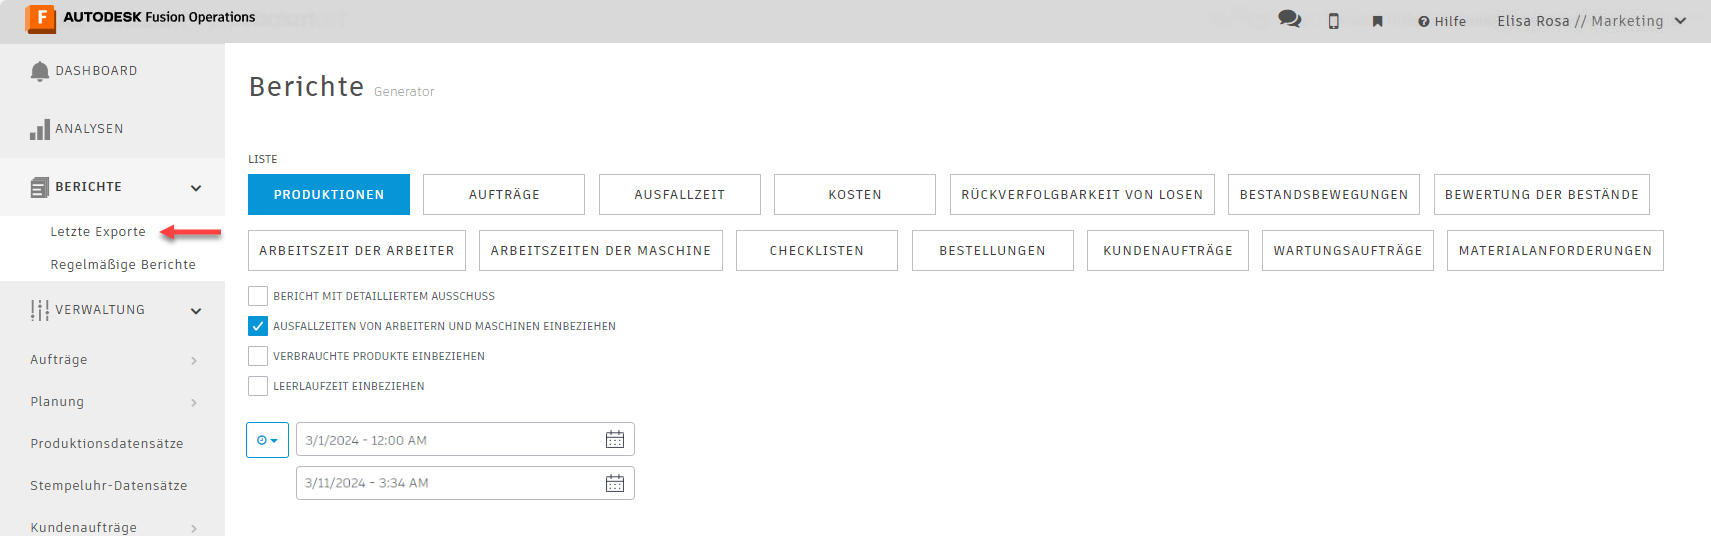 AUTODESK Fusion Operations
Hilfe
Elisa Rosa // Marketing
DASHBOARD
ANALYSEN
BERICHTE
Letzte Exporte
Regelmäßige Berichte
VERWALTUNG
Aufträge
Planung
Produktionsdatensätze
Stempeluhr-Datensätze
Kundenaufträge
Berichte Generator
LISTE
PRODUKTIONEN AUFTRÄGE AUSFALLZEIT KOSTEN RÜCKVERFOLGBARKEIT VON LOSEN BESTANDSBEWEGUNGEN BEWERTUNG DER BESTÄNDE
ARBEITSZEIT DER ARBEITER ARBEITSZEITEN DER MASCHINE CHECKLISTEN BESTELLUNGEN KUNDENAUFTRÄGE WARTUNGSAUFTRÄGE MATERIALANFORDERUNGEN
BERICHT MIT DETAILLIERTEM AUSSCHUSS
AUSFALLZEITEN VON ARBEITERN UND MASCHINEN EINBEZIEHEN
VERBRAUCHTE PRODUKTE EINBEZIEHEN
LEERLAUFZEIT EINBEZIEHEN
3/1/2024 - 12:00 AM
3/11/2024 - 3:34 AM